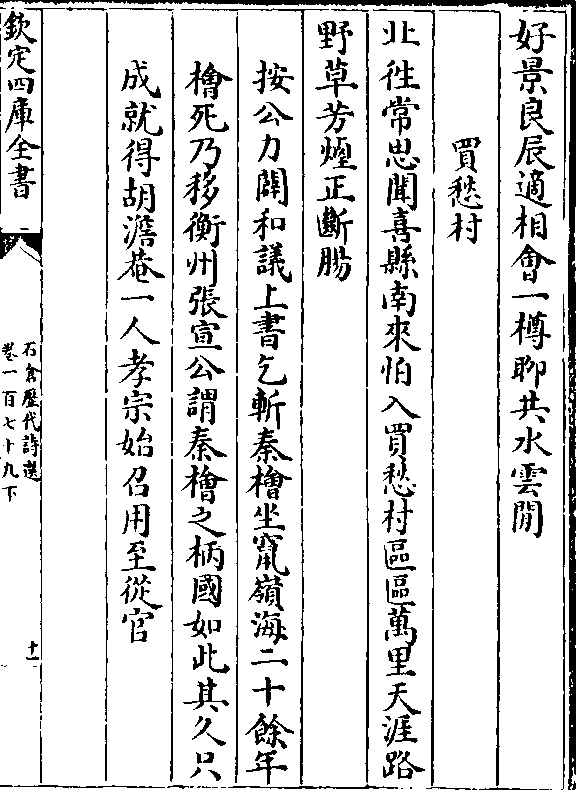 好景良辰適相會一樽聊共水雲閒
買愁村
北徃常思聞喜縣南來怕入買愁村區區萬里天涯路
野草芳煙正斷腸
按公力闢和議上書乞斬秦檜坐竄嶺海二十餘年
檜死乃移衡州張宣公謂秦檜之柄國如此其久只
成就得胡澹菴一人孝宗始召用至從官
欽定四庫全書
石倉歷代詩選
卷一百七十九下
十一